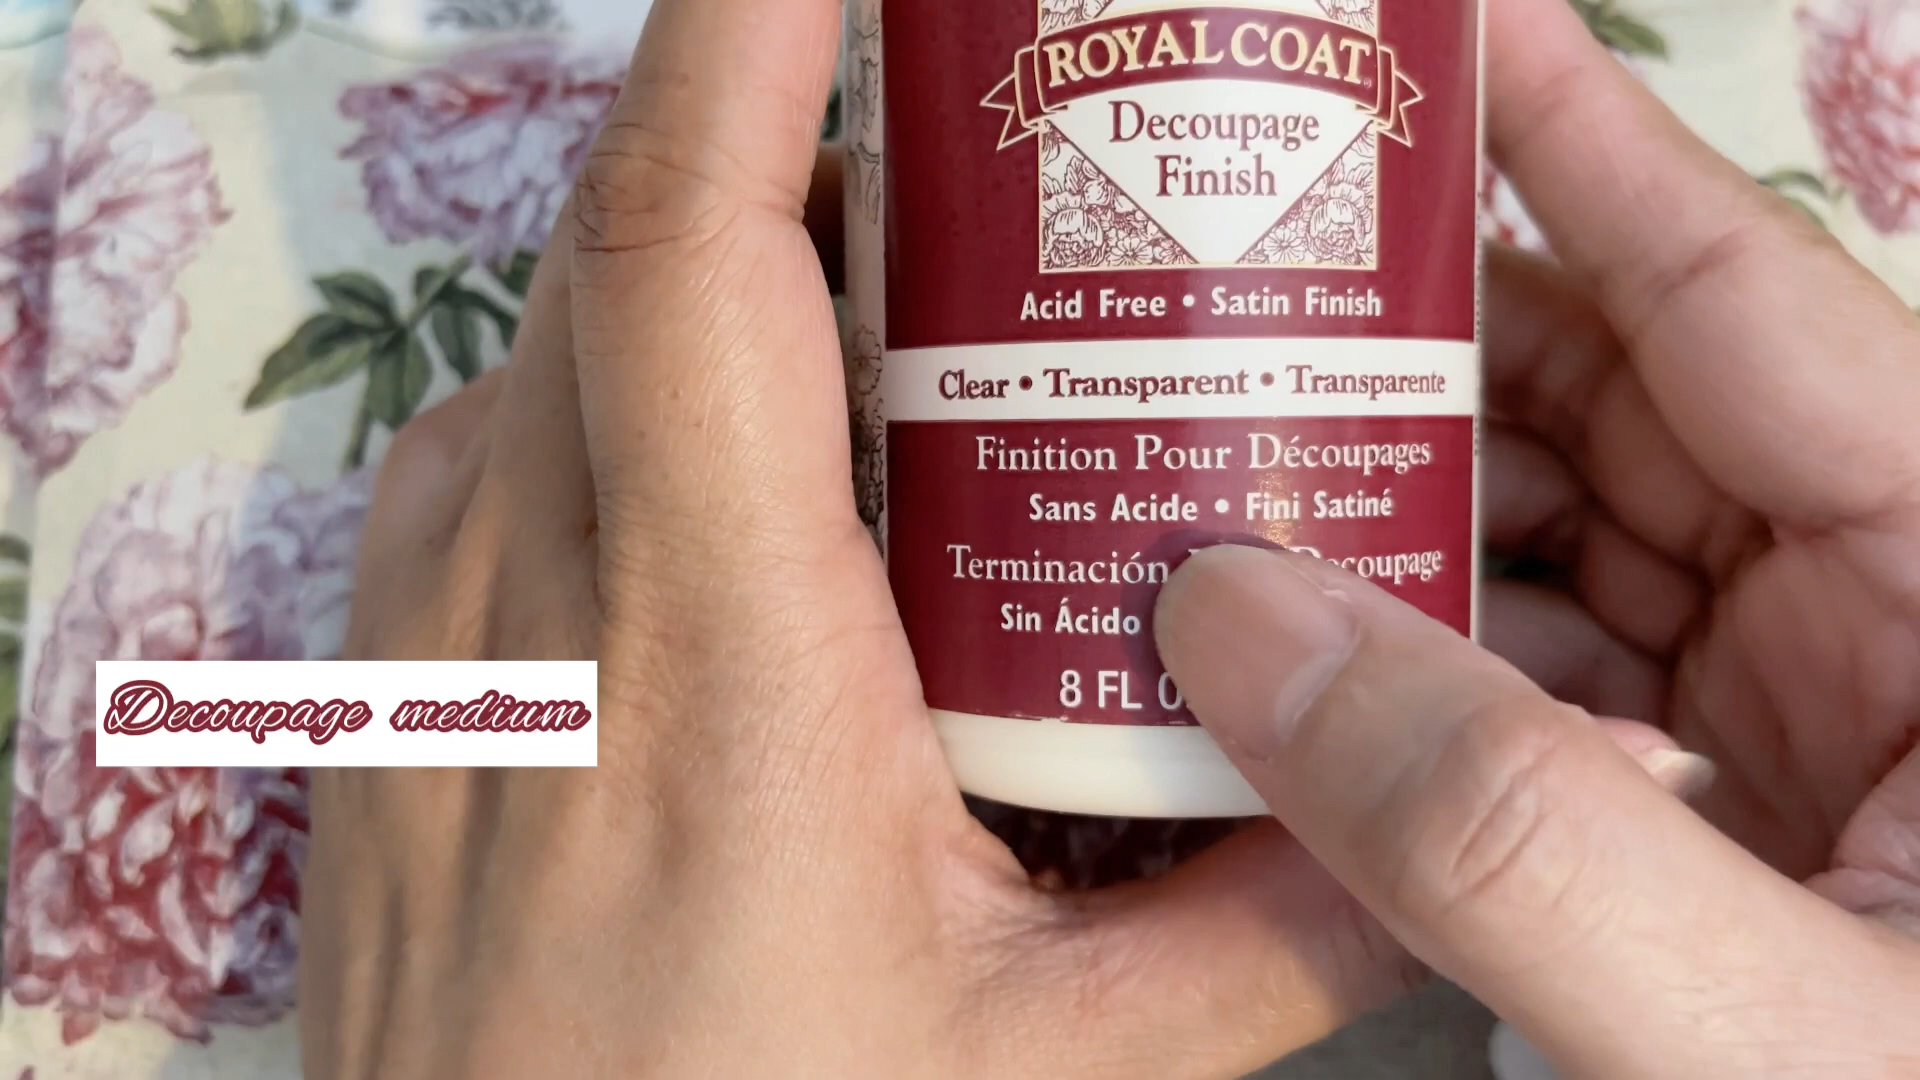 ROYAL COAT
Decoupage
Finish
Acid Free • Satin Finish
Clear • Transparent • Transparente
Finition Pour Découpages
Sans Acide • Fini Satiné
Terminación
Sin Ácido
8 FL
Decoupage medium